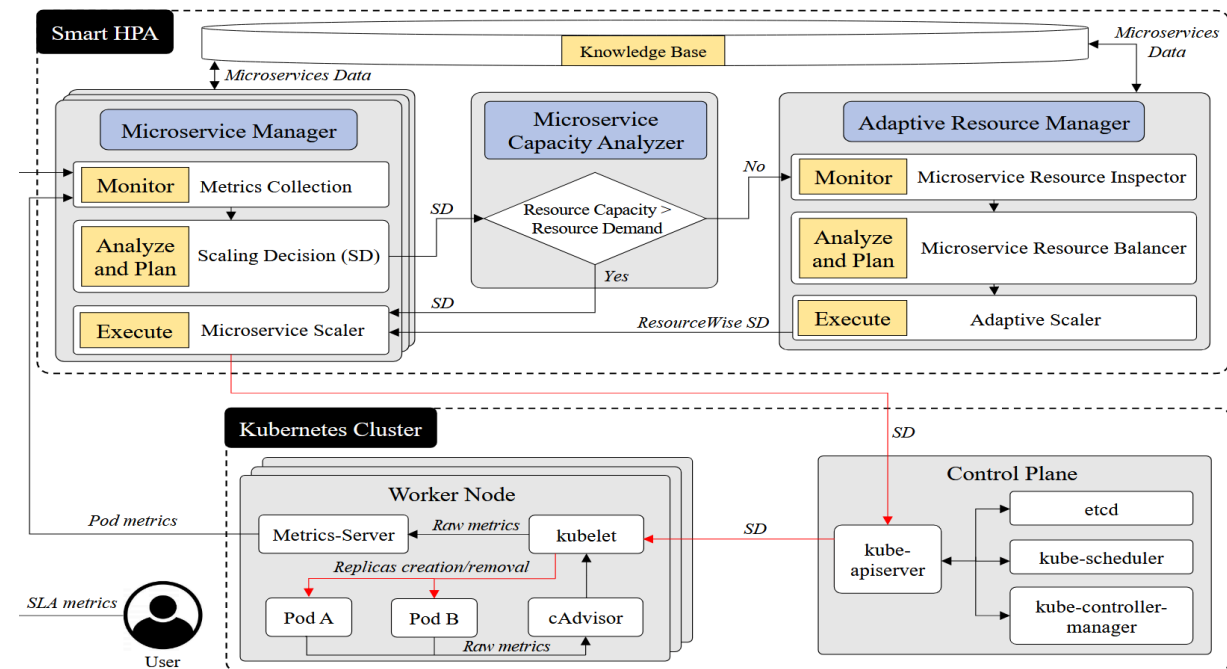 Smart HPA
Knowledge Base
Microservices
Data
Microservices Data
Microservice Manager
Monitor
Metrics Collection
Analyze
and Plan
Scaling Decision (SD)
Execute
Microservice Scaler
SD
Microservice
Capacity Analyzer
Resource Capacity >
Resource Demand
No
Yes
SD
Adaptive Resource Manager
Monitor
Microservice Resource Inspector
Analyze
and Plan
Microservice Resource Balancer
Execute
Adaptive Scaler
ResourceWise SD
Kubernetes Cluster
SD
Worker Node
Metrics-Server
Raw metrics
kubelet
Replicas creation/removal
Pod A
Pod B
cAdvisor
Raw metrics
SD
Control Plane
kube-
apiserver
etcd
kube-scheduler
kube-controller-
manager
Pod metrics
SLA metrics
User